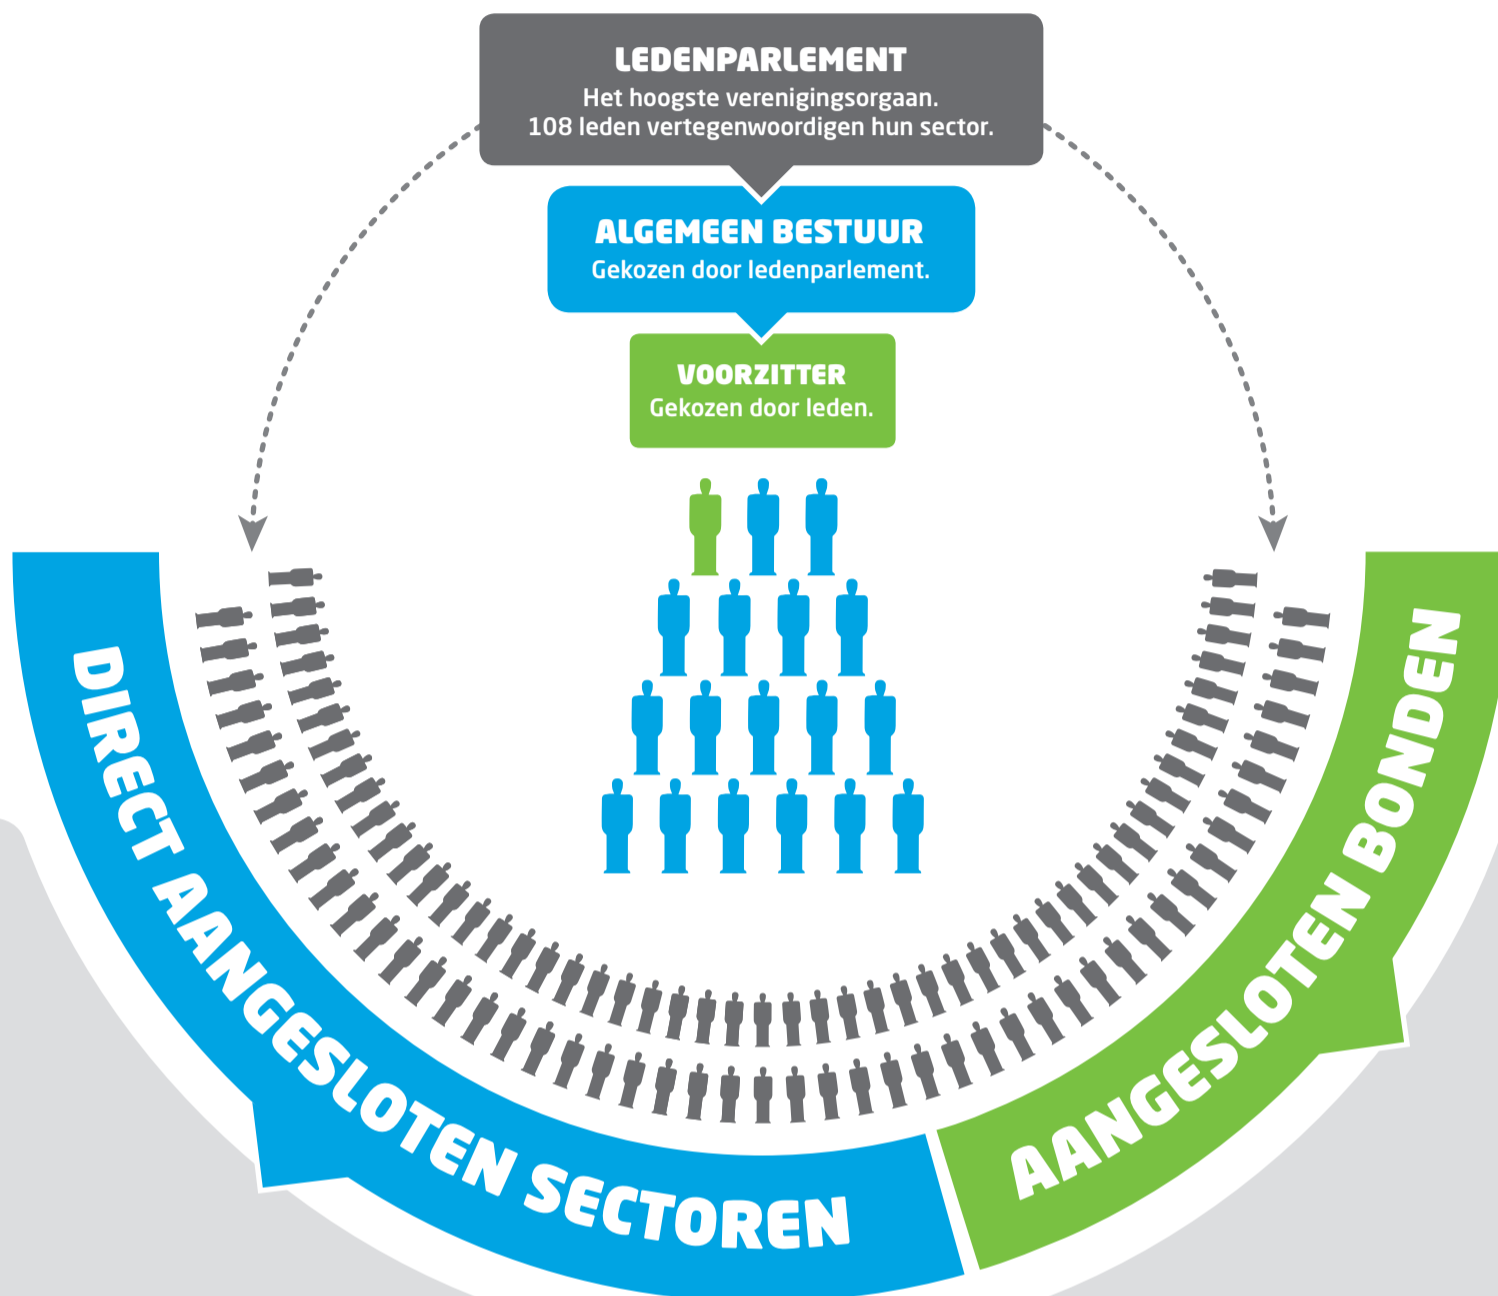 LEDENPARLEMENT
Het hoogste verenigingsorgaan.
108 leden vertegenwoordigen hun sector.
ALGEMEEN BESTUUR
Gekozen door ledenparlement.
VOORZITTER
Gekozen door leden.
DIRECT AANGESLOTEN SECTOREN
AANGESLOTEN BONDEN